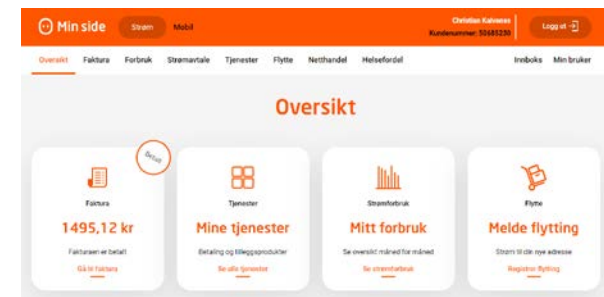 Min side
Strøm
Mobil
Christian Kalvenes
Kundenummer: 50685230
Logg ut
Oversikt Faktura Forbruk Strømavtale Tjenester Flytte Netthandel Helsefordel Innboks Min bruker
Oversikt
Betalt
Faktura
1495,12 kr
Fakturaen er betalt
Gå til faktura
Tjenester
Mine tjenester
Betaling og tilleggsprodukter
Se alle tjenester
Strømforbruk
Mitt forbruk
Se oversikt måned for måned
Se strømforbruk
Flytte
Melde flytting
Strøm til din nye adresse
Registrer flytting